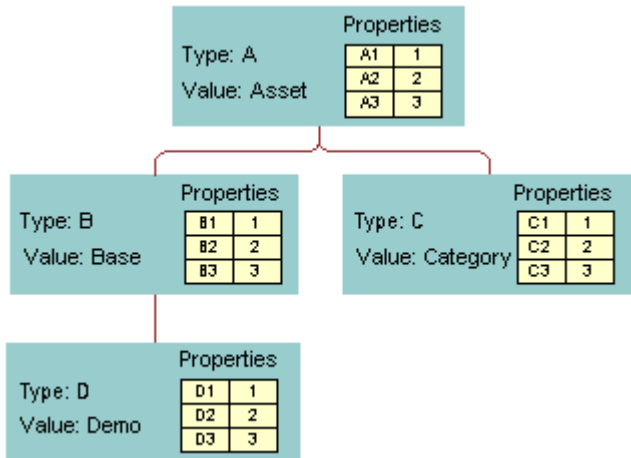 Properties
Type: A
Value: Asset
A1 1
A2 2
A3 3
Properties
Type: B
Value: Base
B1 1
B2 2
B3 3
Properties
Type: C
Value: Category
C1 1
C2 2
C3 3
Properties
Type: D
Value: Demo
D1 1
D2 2
D3 3